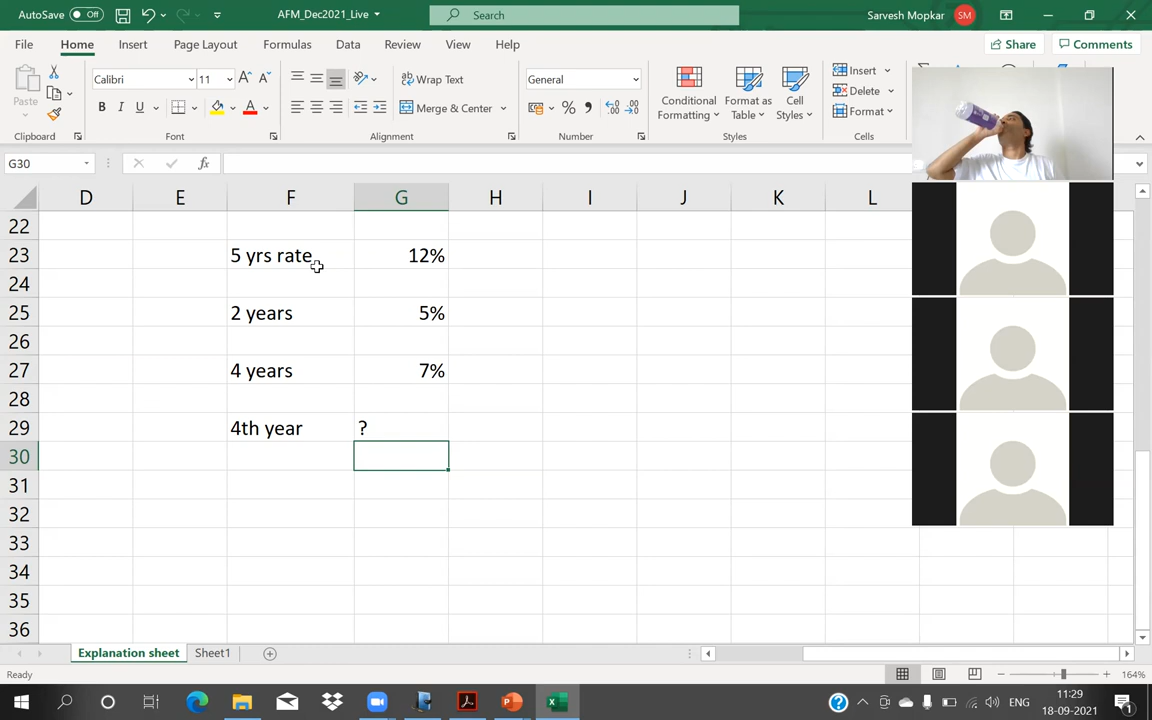 AutoSave Off AFM_Dec2021_Live Search Sarvesh Mopkar SM
File Home Insert Page Layout Formulas Data Review View Help Share Comments
Paste Calibri 11 Wrap Text General Conditional Formatting Format as Table Cell Styles Insert
B I U A Merge & Center % Delete
Format
Clipboard Font Alignment Number Styles Cells
G30 fx
D E F G H I J K L
22
23 5 yrs rate 12%
24
25 2 years 5%
26
27 4 years 7%
28
29 4th year ?
30
31
32
33
34
35
36
Explanation sheet Sheet1
Ready 164%
ENG 11:29
18-09-2021 1